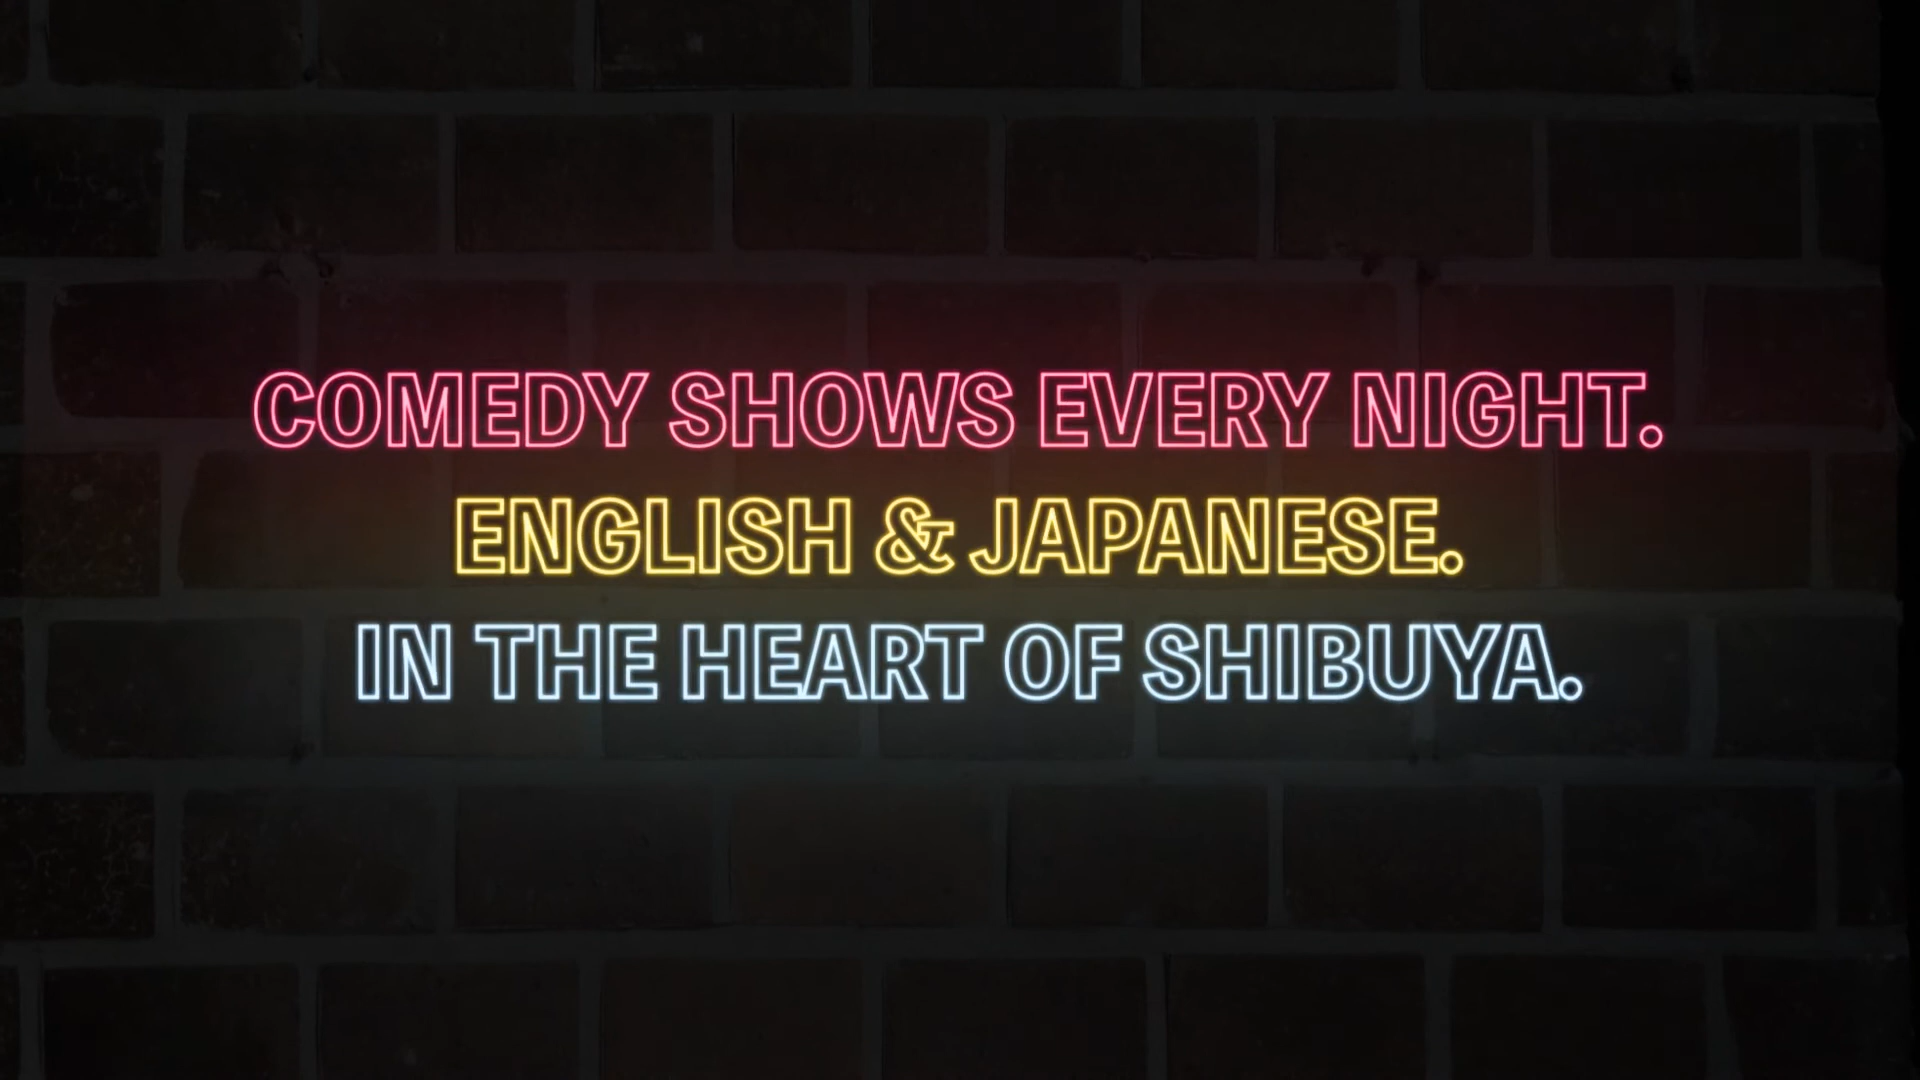 COMEDY SHOWS EVERY NIGHT.
ENGLISH & JAPANESE.
IN THE HEART OF SHIBUYA.